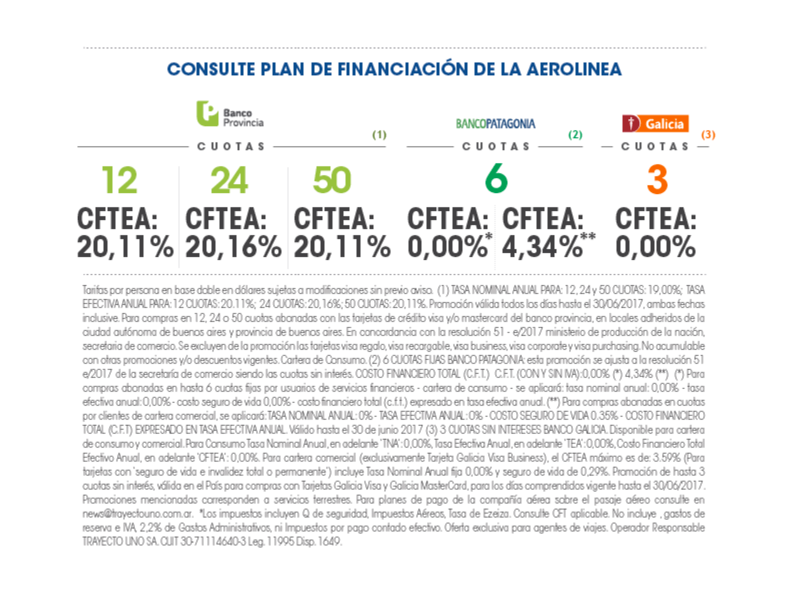 CONSULTE PLAN DE FINANCIACIÓN DE LA AEROLINEA
Banco Provincia
(1)
BANCOPATAGONIA
(2)
Galicia
(3)
CUOTAS CUOTAS CUOTAS
12 24 50 6 3
CFTEA: CFTEA: CFTEA: CFTEA: CFTEA: CFTEA:
20,11% 20,16% 20,11% 0,00%* 4,34%** 0,00%
Tarifas por persona en base doble en dólares sujetas a modificaciones sin previo aviso. (1) TASA NOMINAL ANUAL PARA: 12, 24 y 50 CUOTAS: 19,00%; TASA
EFECTIVA ANUAL PARA: 12 CUOTAS: 20.11%; 24 CUOTAS: 20,16%; 50 CUOTAS: 20,11%. Promoción válida todos los días hasta el 30/06/2017, ambas fechas
inclusive. Para compras en 12, 24 o 50 cuotas abonadas con las tarjetas de crédito visa y/o mastercard del banco provincia, en locales adheridos de la
ciudad autónoma de buenos aires y provincia de buenos aires. En concordancia con la resolución 51 - e/2017 ministerio de producción de la nación,
secretaria de comercio. Se excluyen de la promoción las tarjetas visa regalo, visa recargable, visa business, visa corporate y visa purchasing. No acumulable
con otras promociones y/o descuentos vigentes. Cartera de Consumo. (2) 6 CUOTAS FIJAS BANCO PATAGONIA: esta promoción se ajusta a la resolución 51
e/2017 de la secretaría de comercio siendo las cuotas sin interés. COSTO FINANCIERO TOTAL (C.F.T.) C.F.T. (CON Y SIN IVA):0,00% (*) 4,34% (**) (*) Para
compras abonadas en hasta 6 cuotas fijas por usuarios de servicios financieros - cartera de consumo - se aplicará: tasa nominal anual: 0,00% - tasa
efectiva anual: 0,00% - costo seguro de vida 0,00% - costo financiero total (c.f.t.) expresado en tasa efectiva anual. (**) Para compras abonadas en cuotas
por clientes de cartera comercial, se aplicará: TASA NOMINAL ANUAL: 0% - TASA EFECTIVA ANUAL: 0% - COSTO SEGURO DE VIDA 0.35% - COSTO FINANCIERO
TOTAL (C.F.T) EXPRESADO EN TASA EFECTIVA ANUAL. Válido hasta el 30 de junio 2017 (3) 3 CUOTAS SIN INTERESES BANCO GALICIA. Disponible para cartera
de consumo y comercial. Para Consumo Tasa Nominal Anual, en adelante 'TNA': 0,00%, Tasa Efectiva Anual, en adelante 'TEA': 0,00%, Costo Financiero Total
Efectivo Anual, en adelante 'CFTEA': 0,00%. Para cartera comercial (exclusivamente Tarjeta Galicia Visa Business), el CFTEA máximo es de: 3.59% (Para
tarjetas con 'seguro de vida e invalidez total o permanente') incluye Tasa Nominal Anual fija 0,00% y seguro de vida de 0,29%. Promoción de hasta 3
cuotas sin interés, válida en el País para compras con Tarjetas Galicia Visa y Galicia MasterCard, para los días comprendidos vigente hasta el 30/06/2017.
Promociones mencionadas corresponden a servicios terrestres. Para planes de pago de la compañía aérea sobre el pasaje aéreo consulte en
news@trayectouno.com.ar. *Los impuestos incluyen Q de seguridad, Impuestos Aéreos, Tasa de Ezeiza. Consulte CFT aplicable. No incluye , gastos de
reserva e IVA, 2,2% de Gastos Administrativos, ni Impuestos por pago contado efectivo. Oferta exclusiva para agentes de viajes. Operador Responsable
TRAYECTO UNO SA. CUIT 30-71114640-3 Leg. 11995 Disp. 1649.